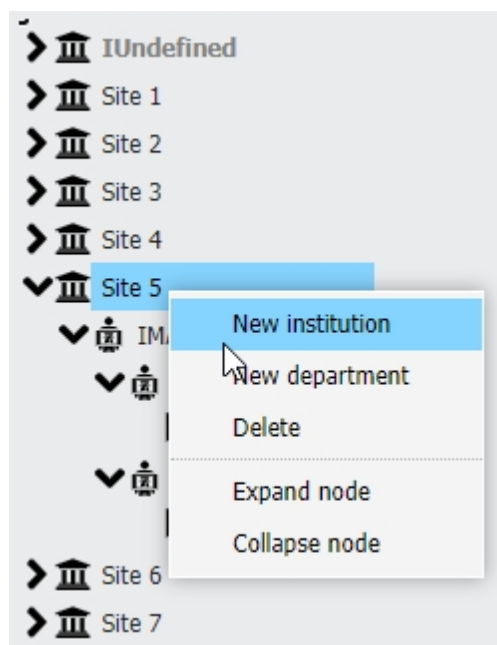 IUndefined
Site 1
Site 2
Site 3
Site 4
Site 5
New institution
New department
Delete
Expand node
Collapse node
Site 6
Site 7